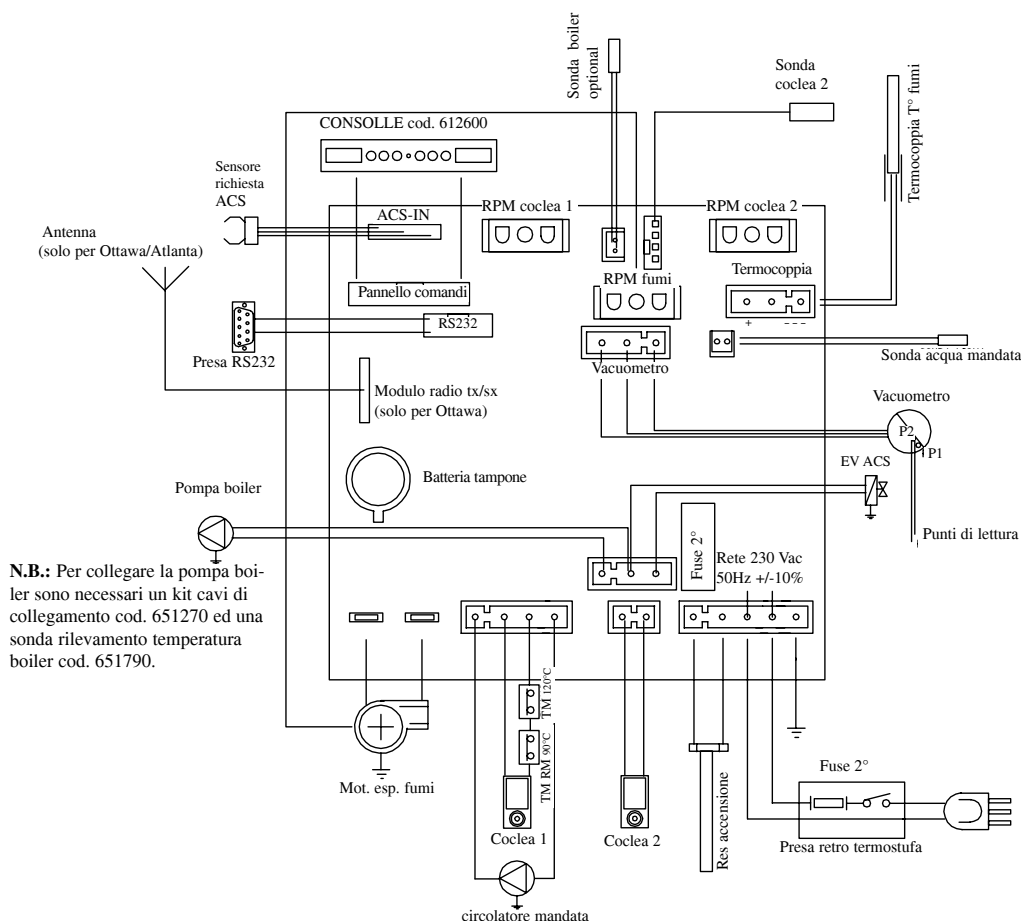 Sonda boiler
optional
Sonda
coclea 2
Termocoppia T° fumi
CONSOLLE cod. 612600
Sensore
richiesta
ACS
ACS-IN
RPM coclea 1
RPM coclea 2
Antenna
(solo per Ottawa/Atlanta)
Termocoppia
RPM fumi
Pannello comandi
+
- - -
RS232
Presa RS232
Vacuometro
Sonda acqua mandata
Modulo radio tx/sx
(solo per Ottawa)
Vacuometro
P2
P1
EV ACS
Batteria tampone
Pompa boiler
Punti di lettura
Fuse 2°
Rete 230 Vac
50Hz +/-10%
N.B.: Per collegare la pompa boi-
ler sono necessari un kit cavi di
collegamento cod. 651270 ed una
sonda rilevamento temperatura
boiler cod. 651790.
TM 120°C
TM RM 90°C
Mot. esp. fumi
Coclea 1
Coclea 2
Res accensione
Fuse 2°
Presa retro termostufa
circolatore mandata